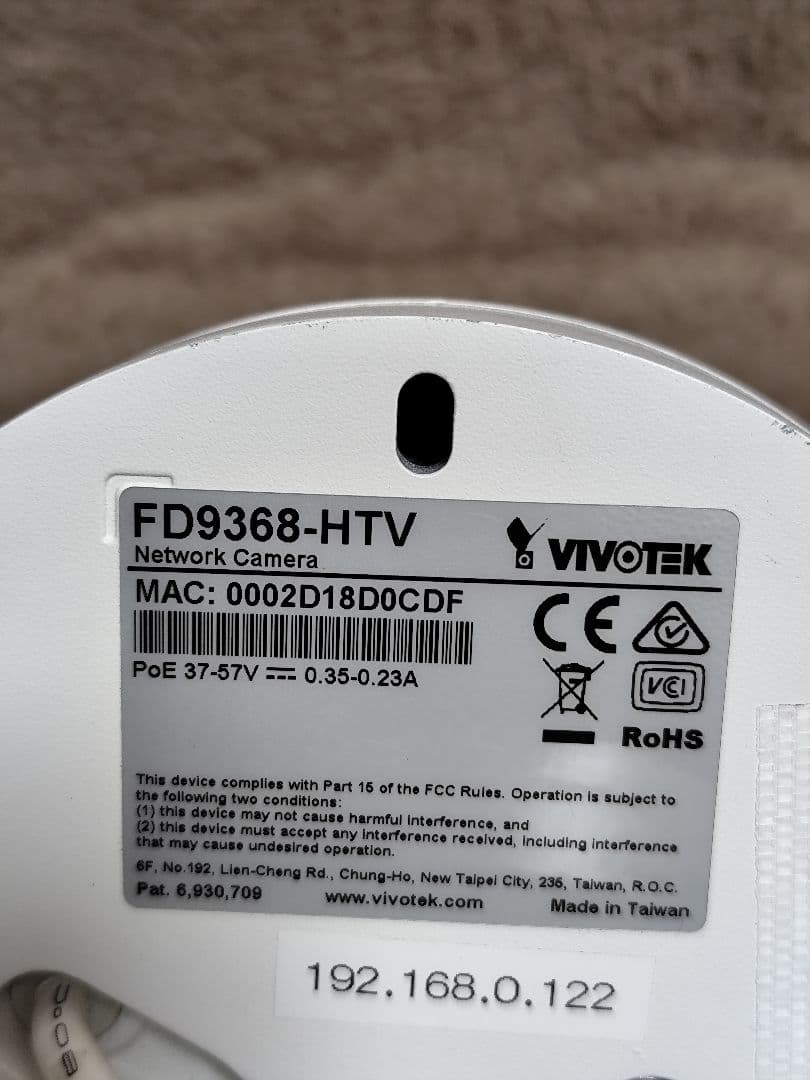 FD9368-HTV
Network Camera
VIVOTEK
MAC: 0002D18D0CDF
PoE 37-57V 0.35-0.23A
CE
VCI
RoHS
This device complies with Part 15 of the FCC Rules. Operation is subject to
the following two conditions:
(1) this device may not cause harmful interference, and
(2) this device must accept any interference received, including interference
that may cause undesired operation.
6F, No.192, Lien-Cheng Rd., Chung-Ho, New Taipei City, 235, Taiwan, R.O.C.
Pat. 6,930,709 www.vivotek.com Made in Taiwan
192.168.0.122